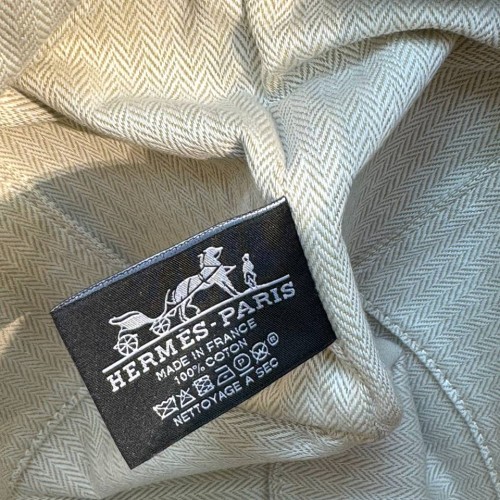 HERMES-PARIS
MADE IN FRANCE
100% COTON
®
NETTOYAGE A SEC